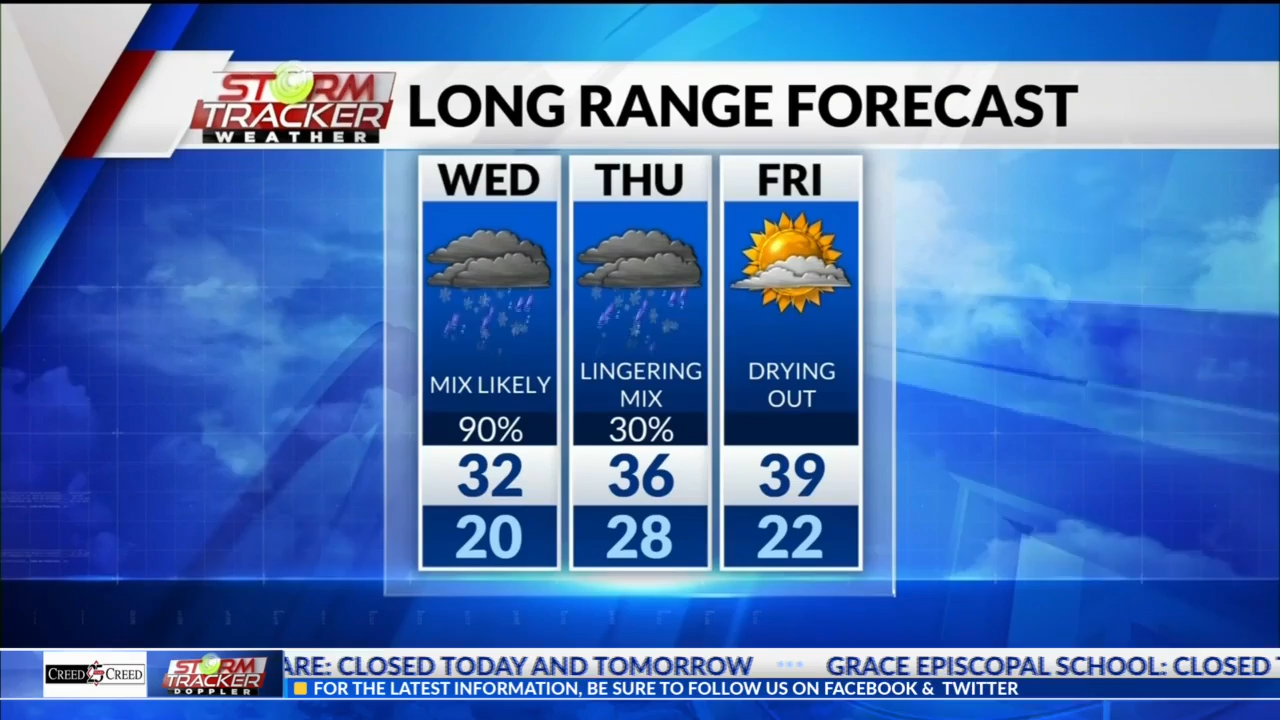 STORM
TRACKER
WEATHER
LONG RANGE FORECAST
WED
MIX LIKELY
90%
32
20
THU
LINGERING
MIX
30%
36
28
FRI
DRYING
OUT
39
22
CREED CREED
STORM
TRACKER
DOPPLER
ARE: CLOSED TODAY AND TOMORROW ··· GRACE EPISCOPAL SCHOOL: CLOSED
FOR THE LATEST INFORMATION, BE SURE TO FOLLOW US ON FACEBOOK & TWITTER